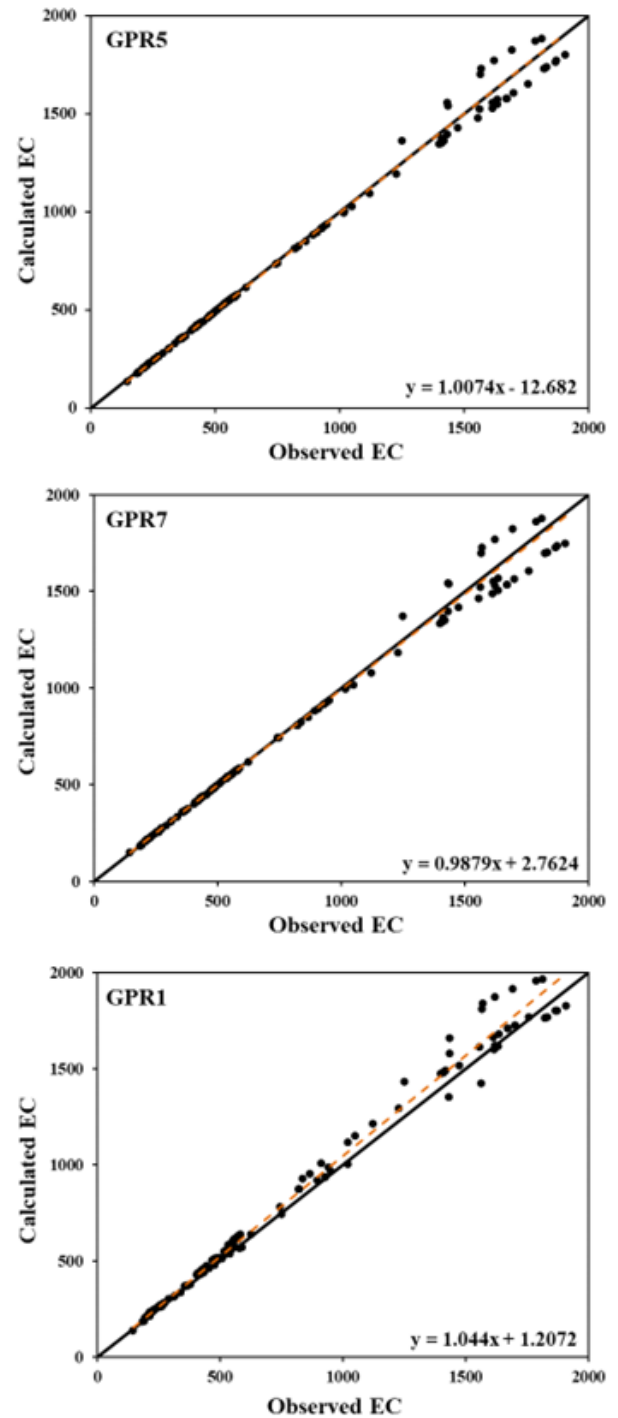 GPR5
2000
1500
1000
500
0
Calculated EC
y = 1.0074x - 12.682
0 500 1000 1500 2000
Observed EC
GPR7
2000
1500
1000
500
0
Calculated EC
y = 0.9879x + 2.7624
0 500 1000 1500 2000
Observed EC
GPR1
2000
1500
1000
500
0
Calculated EC
y = 1.044x + 1.2072
0 500 1000 1500 2000
Observed EC